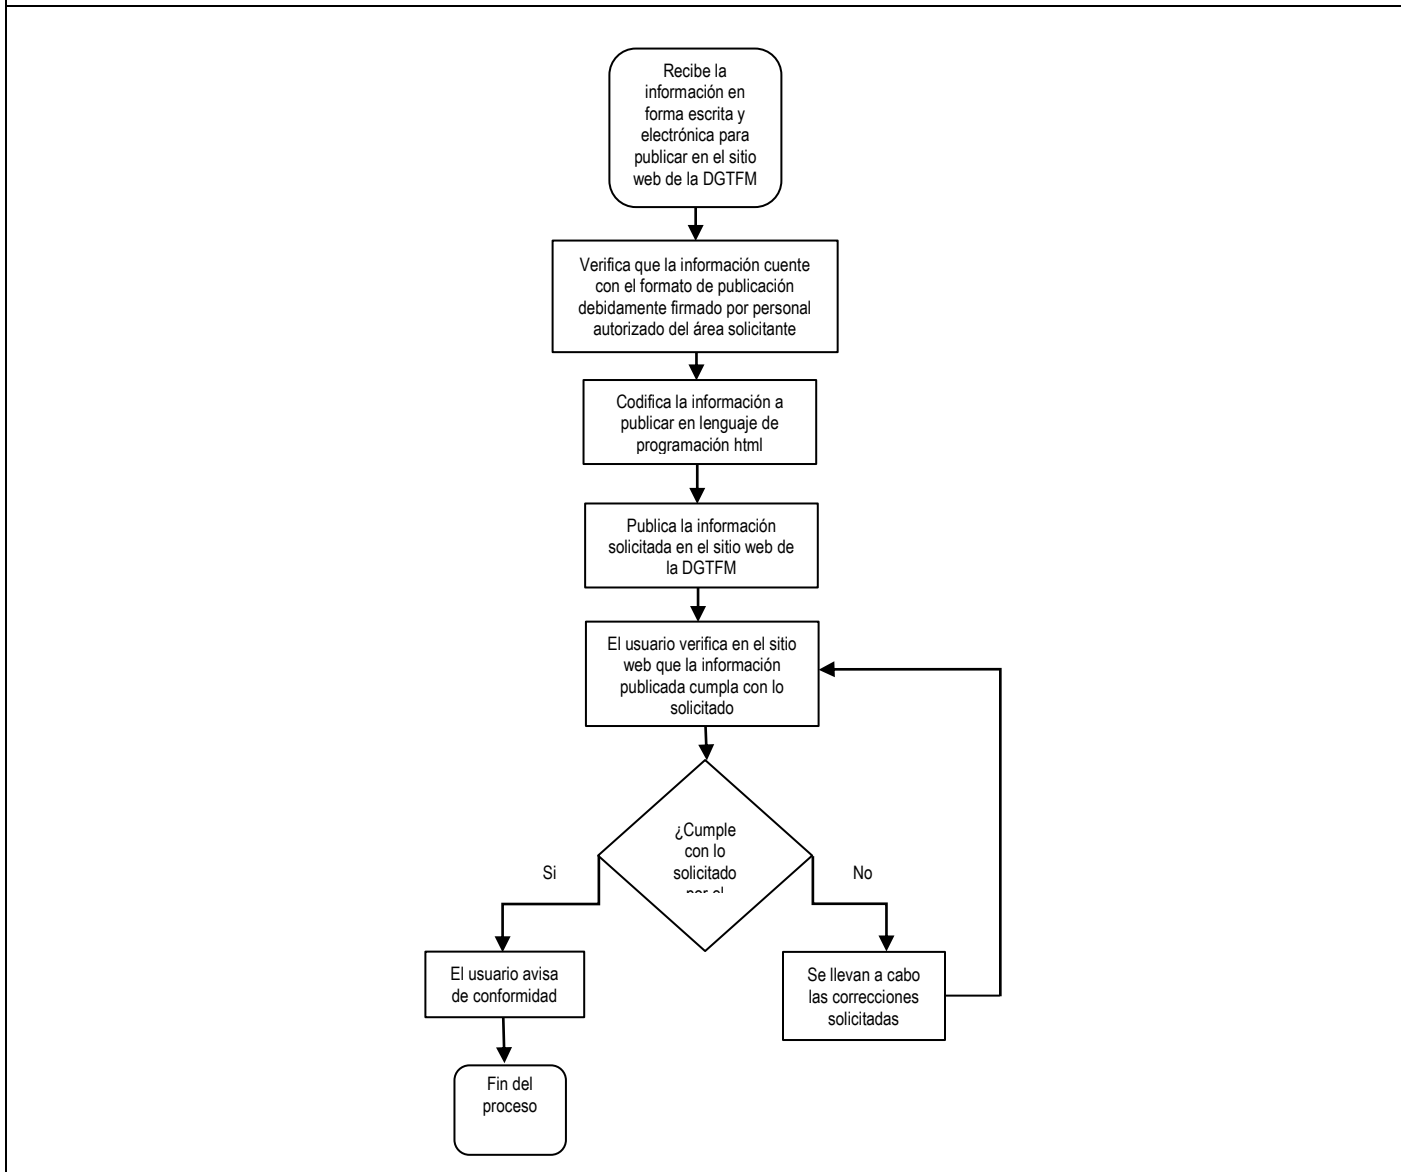 Recibe la
información en
forma escrita y
electrónica para
publicar en el sitio
web de la DGTFM
Verifica que la información cuente
con el formato de publicación
debidamente firmado por personal
autorizado del área solicitante
Codifica la información a
publicar en lenguaje de
programación html
Publica la información
solicitada en el sitio web de
la DGTFM
El usuario verifica en el sitio
web que la información
publicada cumpla con lo
solicitado
¿Cumple
con lo
solicitado
por el
Si
No
El usuario avisa
de conformidad
Se llevan a cabo
las correcciones
solicitadas
Fin del
proceso